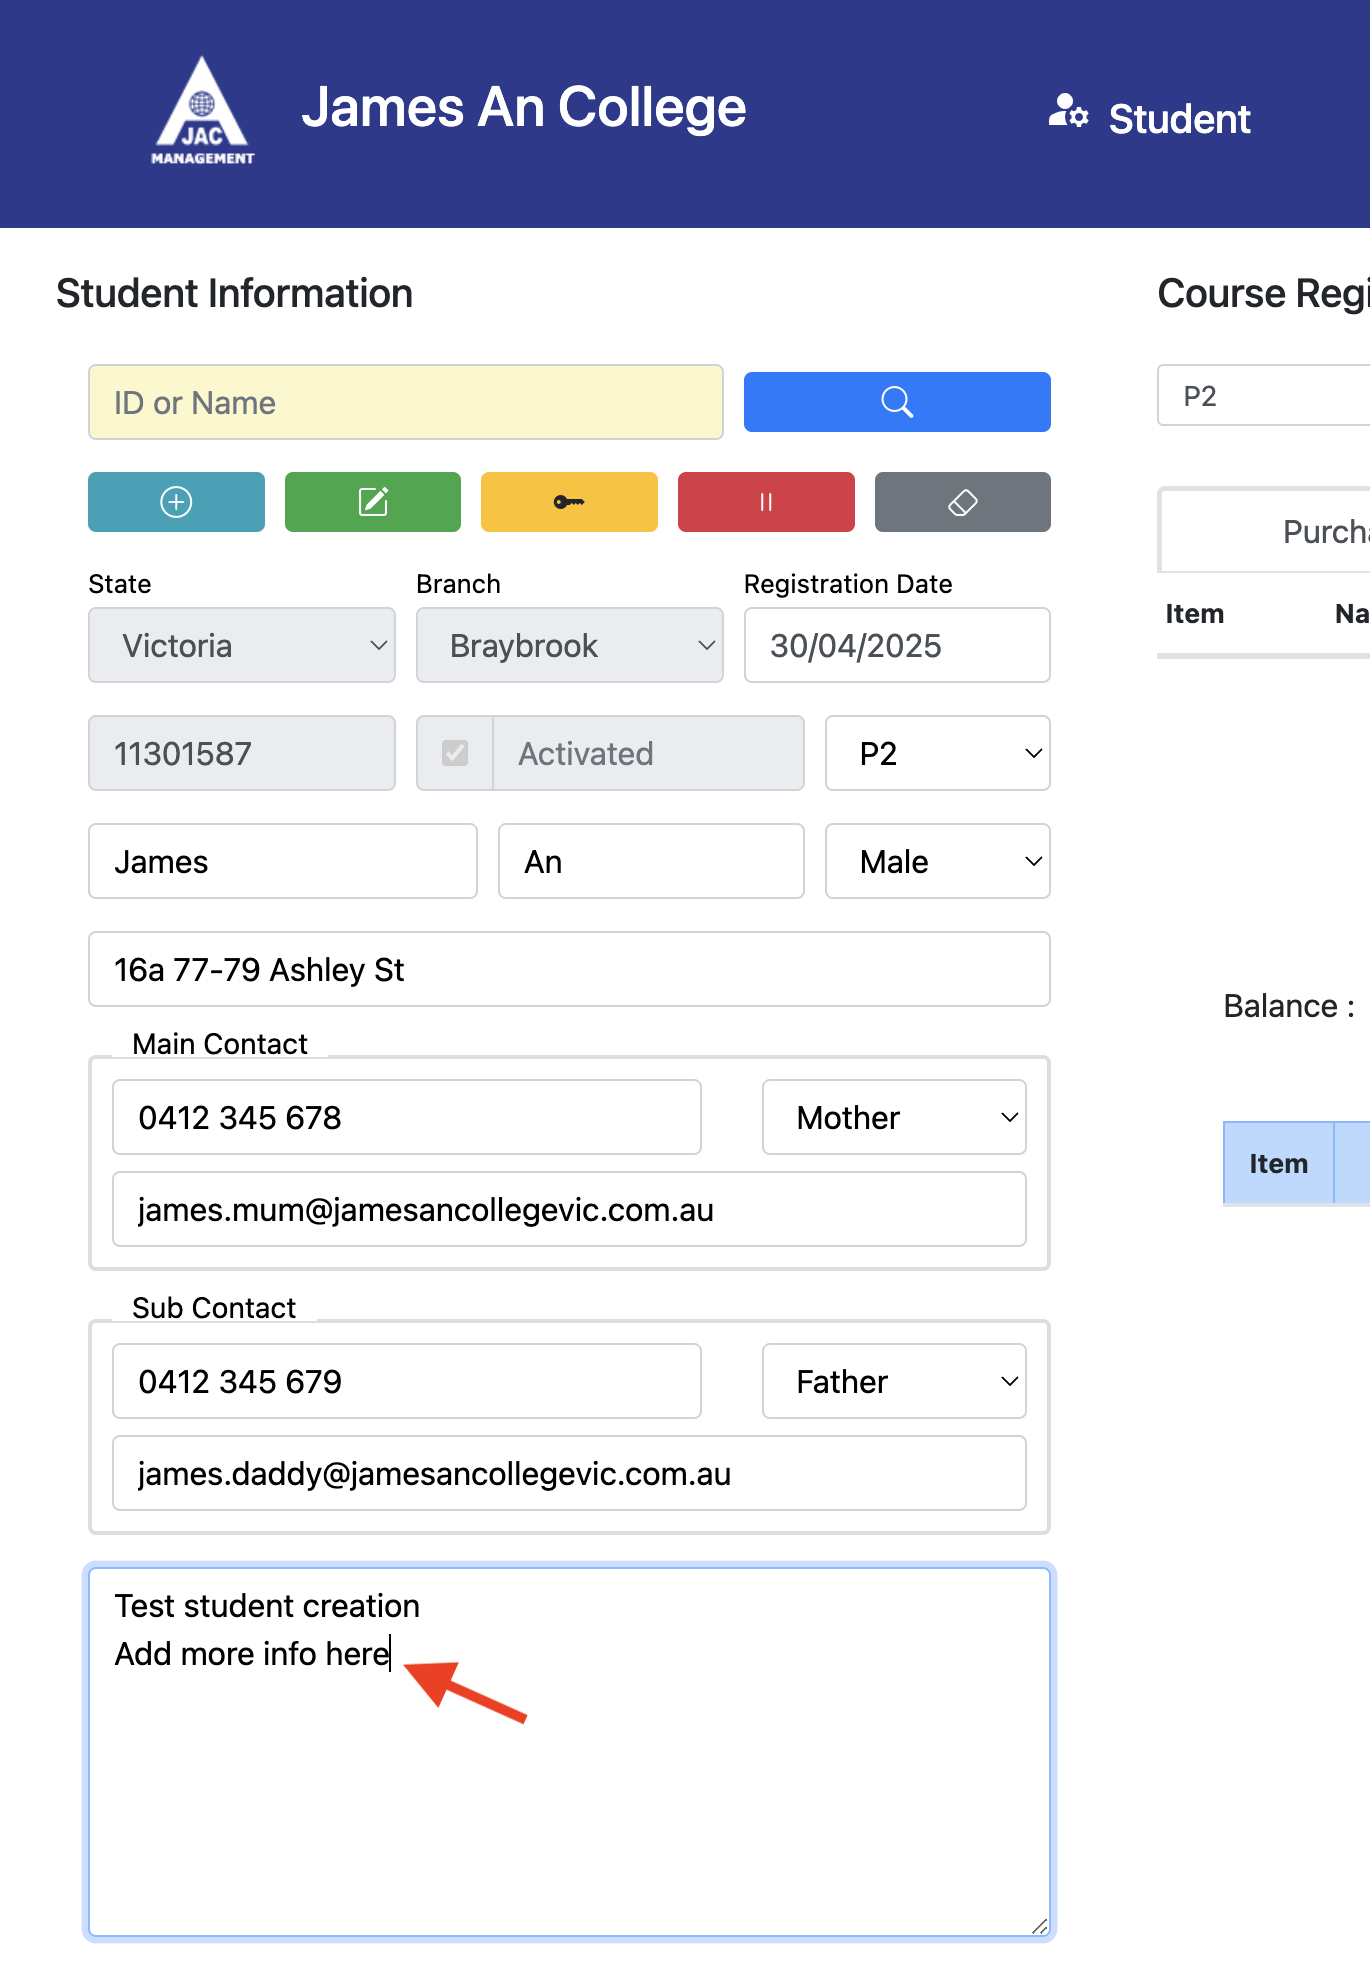 JAC
MANAGEMENT
James An College
Student
Student Information
ID or Name
State
Branch
Registration Date
Victoria
Braybrook
30/04/2025
11301587
Activated
P2
James
An
Male
16a 77-79 Ashley St
Main Contact
0412 345 678
Mother
james.mum@jamesancollegevic.com.au
Sub Contact
0412 345 679
Father
james.daddy@jamesancollegevic.com.au
Test student creation
Add more info here
Course Regi
P2
Purcha
Item
Na
Balance :
Item